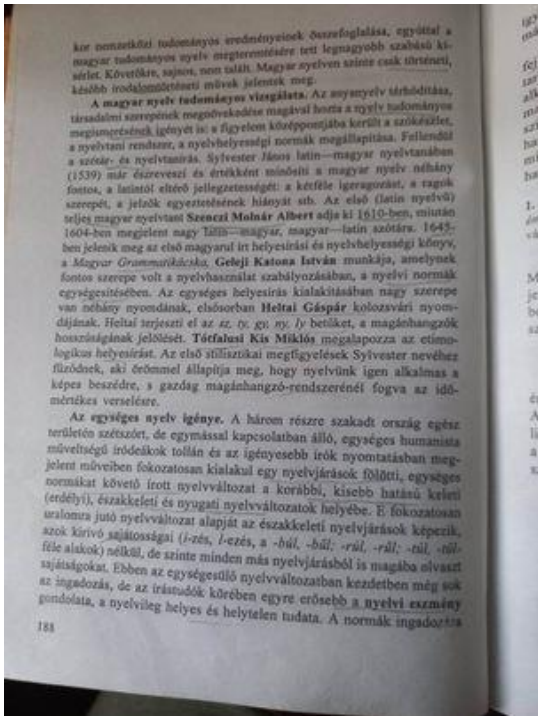 kor nemzetközi tudományos eredményeinek összefoglalása, egyúttal a
magyar tudományos nyelv megteremtésére tett legnagyobb szabású kí-
sérlet. Követőkre, sajnos, nem talált. Magyar nyelven szinte csak történeti,
később irodalomtörténeti művek jelentek meg.
A magyar nyelv tudományos vizsgálata. Az anyanyelv térhódítása,
társadalmi szerepének megnövekedése magával hozta a nyelv tudományos
megismerésének igényét is: a figyelem középpontjába került a szókészlet,
a nyelvtani rendszer, a nyelvhelyességi normák megállapítása. Fellendült
a szótár- és nyelvtanírás. Sylvester János latin—magyar nyelvtanában
(1539) már észreveszi és értékként minősíti a magyar nyelv néhány
fontos, a latintól eltérő jellegzetességét: a kétféle igeragozást, a ragok
szerepét, a jelzők egyeztetésének hiányát stb. Az első (latin nyelvű)
teljes magyar nyelvtant Szenczi Molnár Albert adja ki 1610-ben, miután
1604-ben megjelent nagy latin—magyar, magyar—latin szótára. 1645-
ben jelenik meg az első magyarul írt helyesírási és nyelvhelyességi könyv,
a Magyar Grammatikácska, Geleji Katona István munkája, amelynek
fontos szerepe volt a nyelvhasználat szabályozásában, a nyelvi normák
egységesítésében. Az egységes helyesírás kialakításában nagy szerepe
van néhány nyomdának, elsősorban Heltai Gáspár kolozsvári nyom-
dájának. Heltai terjeszti el az sz, ty, gy, ny, ly betűket, a magánhangzók
hosszúságának jelölését. Tótfalusi Kis Miklós megalapozza az etimo-
logikus helyesírást. Az első stilisztikai megfigyelések Sylvester nevéhez
fűződnek, aki örömmel állapítja meg, hogy nyelvünk igen alkalmas a
képes beszédre, s gazdag magánhangzó-rendszerénél fogva az idő-
mértékes verselésre.
Az egységes nyelv igénye. A három részre szakadt ország egész
területén szétszórt, de egymással kapcsolatban álló, egységes humanista
műveltségű íródeákok tollán és az igényesebb írók nyomtatásban meg-
jelent műveiben fokozatosan kialakul egy nyelvjárások fölötti, egységes
normákat követő írott nyelvváltozat a korábbi, kisebb hatású keleti
(erdélyi), északkeleti és nyugati nyelvváltozatok helyébe. E fokozatosan
uralomra jutó nyelvváltozat alapját az északkeleti nyelvjárások képezik,
azok kirívó sajátosságai (i-zés, l-ezés, a -búl, -bűl; -rúl, -rűl; -túl, -tűl-
féle alakok) nélkül, de szinte minden más nyelvjárásból is magába olvaszt
sajátságokat. Ebben az egységesülő nyelvváltozatban kezdetben még sok
az ingadozás, de az írástudók körében egyre erősebb a nyelvi eszmény
gondolata, a nyelvileg helyes és helytelen tudata. A normák ingadozása
188